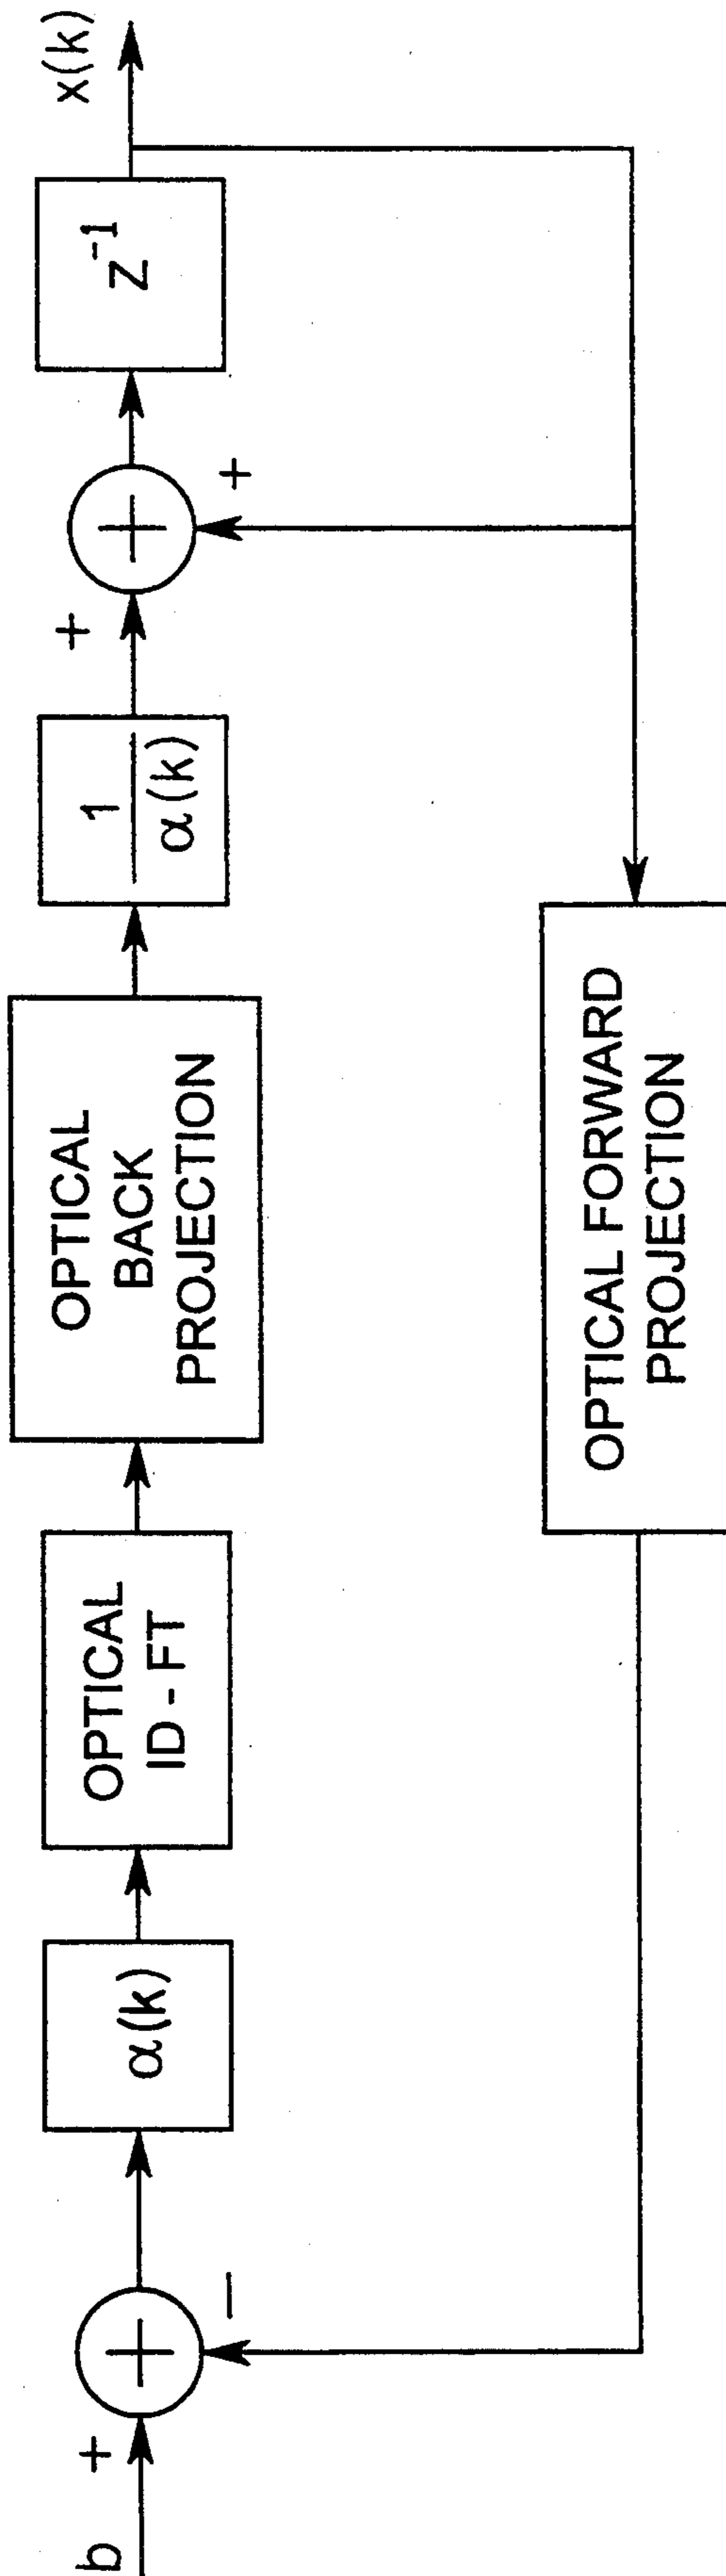 b
+
−
α(k)
OPTICAL
ID - FT
OPTICAL
BACK
PROJECTION
1
α(k)
+
+
Z⁻¹
x(k)
OPTICAL FORWARD
PROJECTION